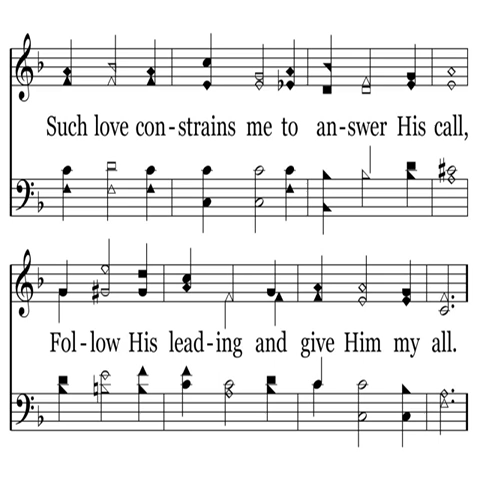 Such love con-strains me to an-swer His call,
Fol-low His lead-ing and give Him my all.